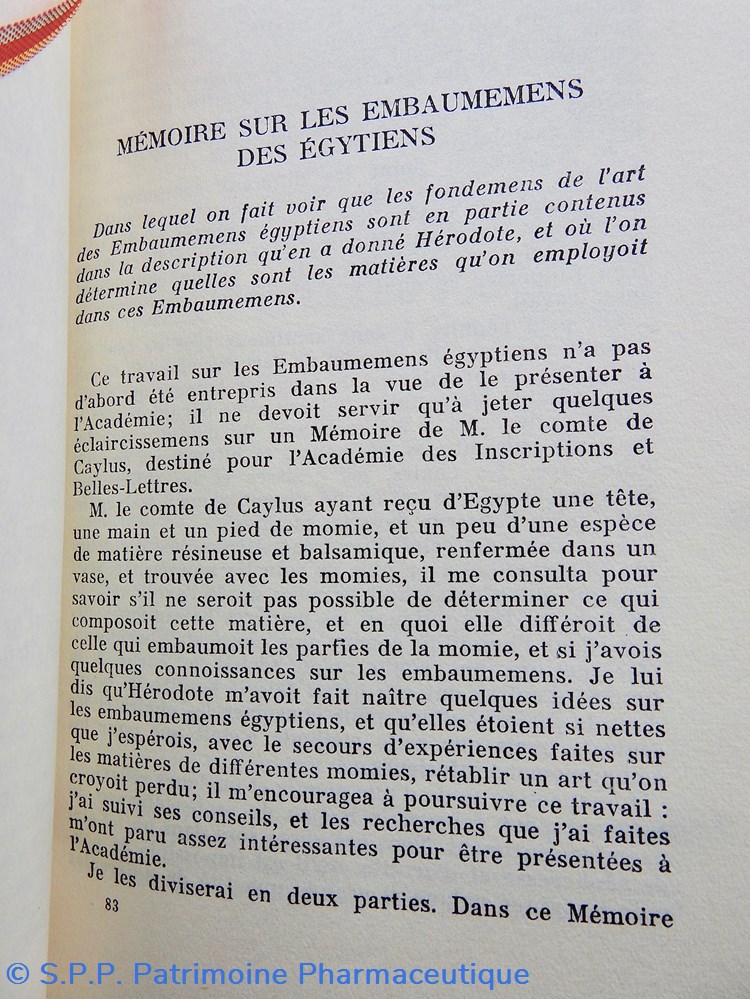 MÉMOIRE SUR LES EMBAUMEMENS
DES ÉGYTIENS
Dans lequel on fait voir que les fondemens de l'art
des Embaumemens égyptiens sont en partie contenus
dans la description qu'en a donné Hérodote, et où l'on
détermine quelles sont les matières qu'on employoit
dans ces Embaumemens.
Ce travail sur les Embaumemens égyptiens n'a pas
d'abord été entrepris dans la vue de le présenter à
l'Académie; il ne devoit servir qu'à jeter quelques
éclaircissemens sur un Mémoire de M. le comte de
Caylus, destiné pour l'Académie des Inscriptions et
Belles-Lettres.
M. le comte de Caylus ayant reçu d'Egypte une tête,
une main et un pied de momie, et un peu d'une espèce
de matière résineuse et balsamique, renfermée dans un
vase, et trouvée avec les momies, il me consulta pour
savoir s'il ne seroit pas possible de déterminer ce qui
composoit cette matière, et en quoi elle différoit de
celle qui embaumoit les parties de la momie, et si j'avois
quelques connoissances sur les embaumemens. Je lui
dis qu'Hérodote m'avoit fait naître quelques idées sur
les embaumemens égyptiens, et qu'elles étoient si nettes
que j'espérois, avec le secours d'expériences faites sur
les matières de différentes momies, rétablir un art qu'on
croyoit perdu; il m'encouragea à poursuivre ce travail :
j'ai suivi ses conseils, et les recherches que j'ai faites
m'ont paru assez intéressantes pour être présentées à
l'Académie.
Je les diviserai en deux parties. Dans ce Mémoire
83
© S.P.P. Patrimoine Pharmaceutique